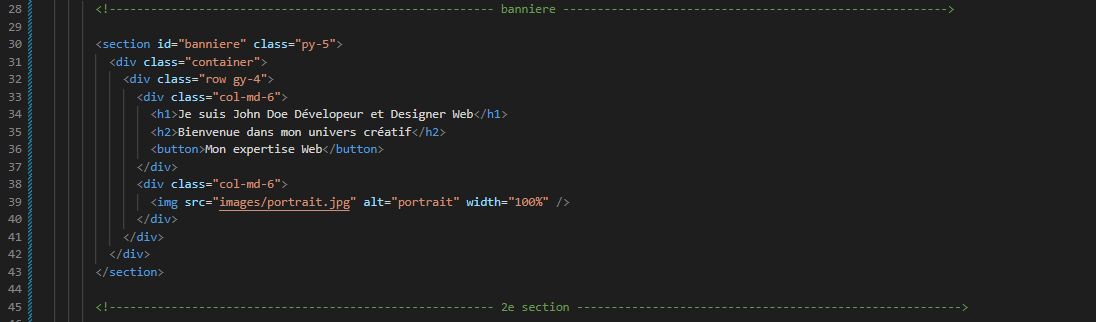 28 <!-------------------------------------------------------- banniere -------------------------------------------------------->
29
30 <section id="banniere" class="py-5">
31 <div class="container">
32 <div class="row gy-4">
33 <div class="col-md-6">
34 <h1>Je suis John Doe Dévelopeur et Designer Web</h1>
35 <h2>Bienvenue dans mon univers créatif</h2>
36 <button>Mon expertise Web</button>
37 </div>
38 <div class="col-md-6">
39 <img src="images/portrait.jpg" alt="portrait" width="100%" />
40 </div>
41 </div>
42 </div>
43 </section>
44
45 <!-------------------------------------------------------- 2e section -------------------------------------------------------->